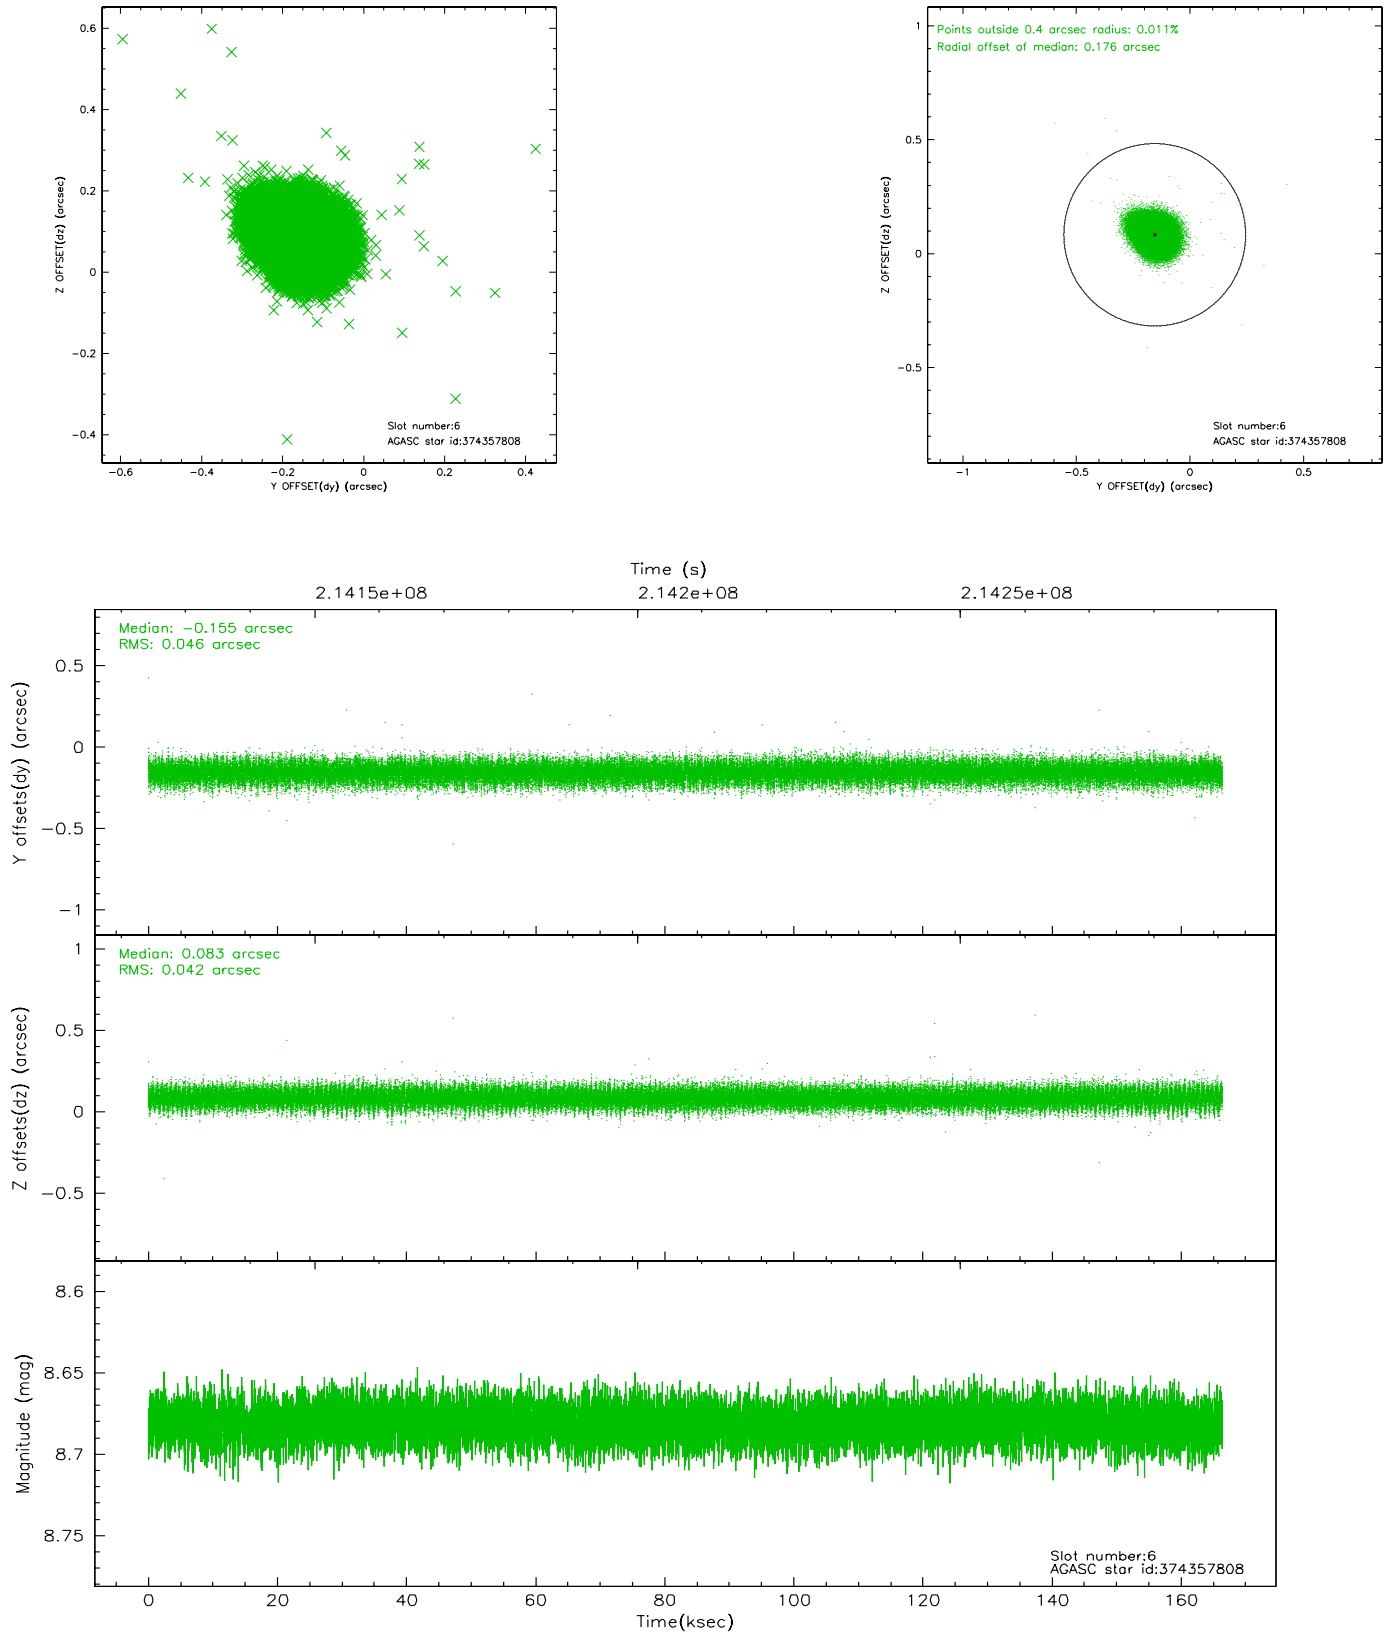 0.6
0.4
0.2
0
−0.2
−0.4
Z OFFSET(dz) (arcsec)
Slot number:6
AGASC star id:374357808
−0.6 −0.4 −0.2 0 0.2 0.4
Y OFFSET(dy) (arcsec)
Points outside 0.4 arcsec radius: 0.011%
Radial offset of median: 0.176 arcsec
1
0.5
0
−0.5
Z OFFSET(dz) (arcsec)
Slot number:6
AGASC star id:374357808
−1 −0.5 0 0.5
Y OFFSET(dy) (arcsec)
Time (s)
2.1415e+08 2.142e+08 2.1425e+08
Median: −0.155 arcsec
RMS: 0.046 arcsec
0.5
0
−0.5
−1
Y offsets(dy) (arcsec)
Median: 0.083 arcsec
RMS: 0.042 arcsec
1
0.5
0
−0.5
Z offsets(dz) (arcsec)
8.6
8.65
8.7
8.75
Magnitude (mag)
Slot number:6
AGASC star id:374357808
0 20 40 60 80 100 120 140 160
Time(ksec)